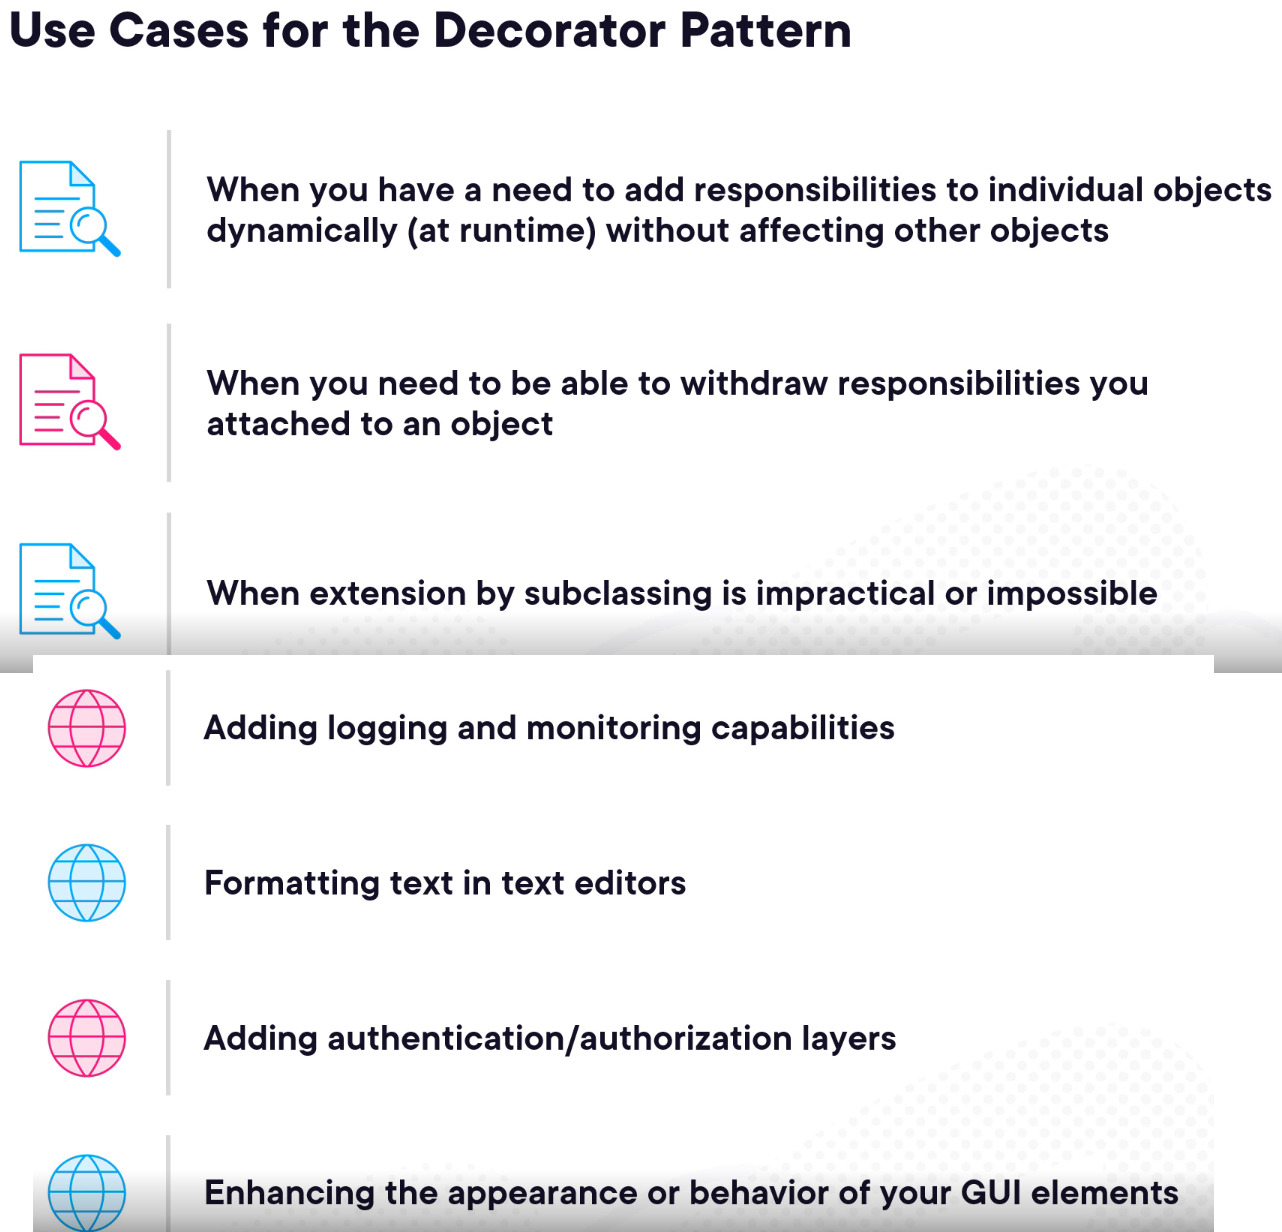 Use Cases for the Decorator Pattern
When you have a need to add responsibilities to individual objects
dynamically (at runtime) without affecting other objects
When you need to be able to withdraw responsibilities you
attached to an object
When extension by subclassing is impractical or impossible
Adding logging and monitoring capabilities
Formatting text in text editors
Adding authentication/authorization layers
Enhancing the appearance or behavior of your GUI elements